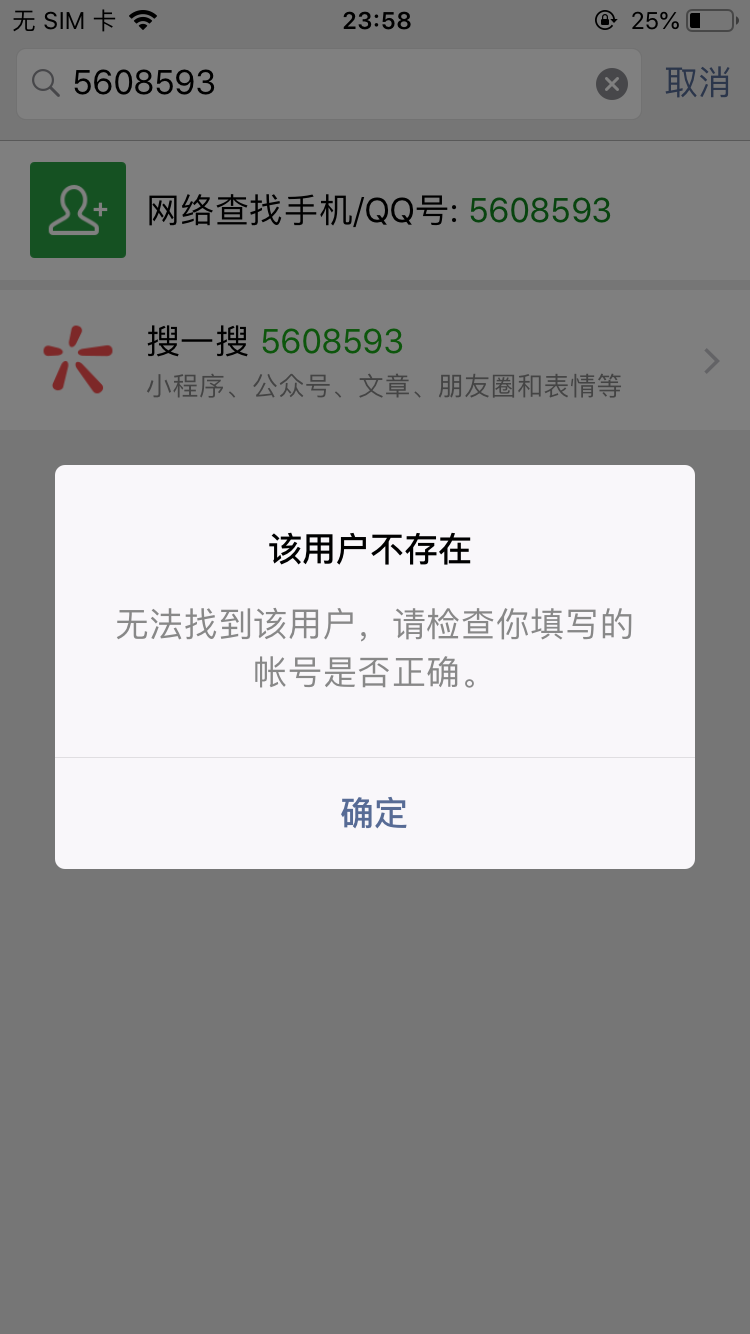 无 SIM 卡 23:58 25%
5608593 取消
网络查找手机/QQ号: 5608593
搜一搜 5608593
小程序、公众号、文章、朋友圈和表情等
该用户不存在
无法找到该用户，请检查你填写的
帐号是否正确。
确定